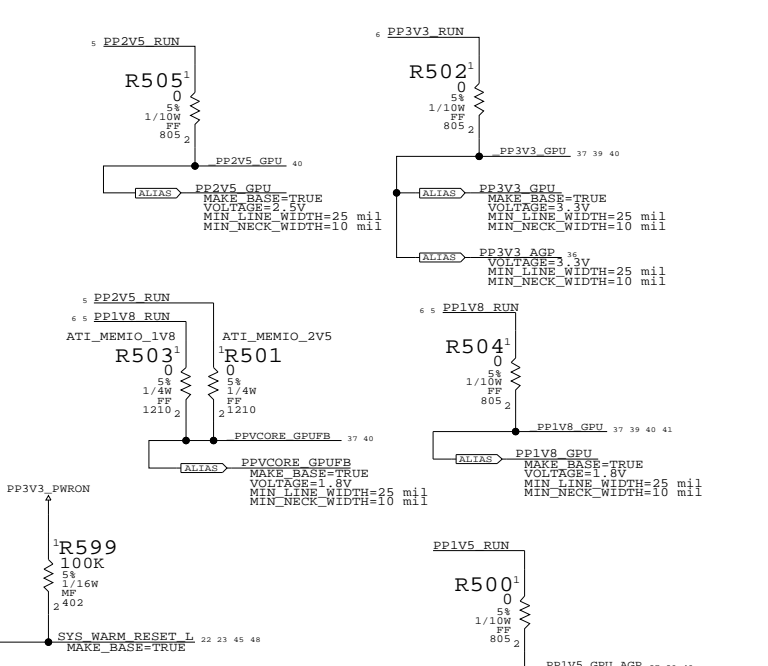 5 PP2V5_RUN
R505 1
0
5%
1/10W
FF
805 2
_PP2V5_GPU 40
ALIAS PP2V5_GPU
MAKE_BASE=TRUE
VOLTAGE=2.5V
MIN_LINE_WIDTH=25 mil
MIN_NECK_WIDTH=10 mil
6 PP3V3_RUN
R502 1
0
5%
1/10W
FF
805 2
_PP3V3_GPU 37 39 40
ALIAS PP3V3_GPU
MAKE_BASE=TRUE
VOLTAGE=3.3V
MIN_LINE_WIDTH=25 mil
MIN_NECK_WIDTH=10 mil
ALIAS PP3V3_AGP 36
VOLTAGE=3.3V
MIN_LINE_WIDTH=25 mil
MIN_NECK_WIDTH=10 mil
5 PP2V5_RUN
6 5 PP1V8_RUN
ATI_MEMIO_1V8
R503 1
0
5%
1/4W
FF
1210 2
ATI_MEMIO_2V5
1 R501
0
5%
1/4W
FF
2 1210
_PPVCORE_GPUFB 37 40
ALIAS PPVCORE_GPUFB
MAKE_BASE=TRUE
VOLTAGE=1.8V
MIN_LINE_WIDTH=25 mil
MIN_NECK_WIDTH=10 mil
6 5 PP1V8_RUN
R504 1
0
5%
1/10W
FF
805 2
_PP1V8_GPU 37 39 40 41
ALIAS PP1V8_GPU
MAKE_BASE=TRUE
VOLTAGE=1.8V
MIN_LINE_WIDTH=25 mil
MIN_NECK_WIDTH=10 mil
PP3V3_PWRON
1 R599
100K
5%
1/16W
MF
2 402
SYS_WARM_RESET_L 22 23 45 48
MAKE_BASE=TRUE
PP1V5_RUN
R500 1
0
5%
1/10W
FF
805 2
PP1V5_GPU_AGP